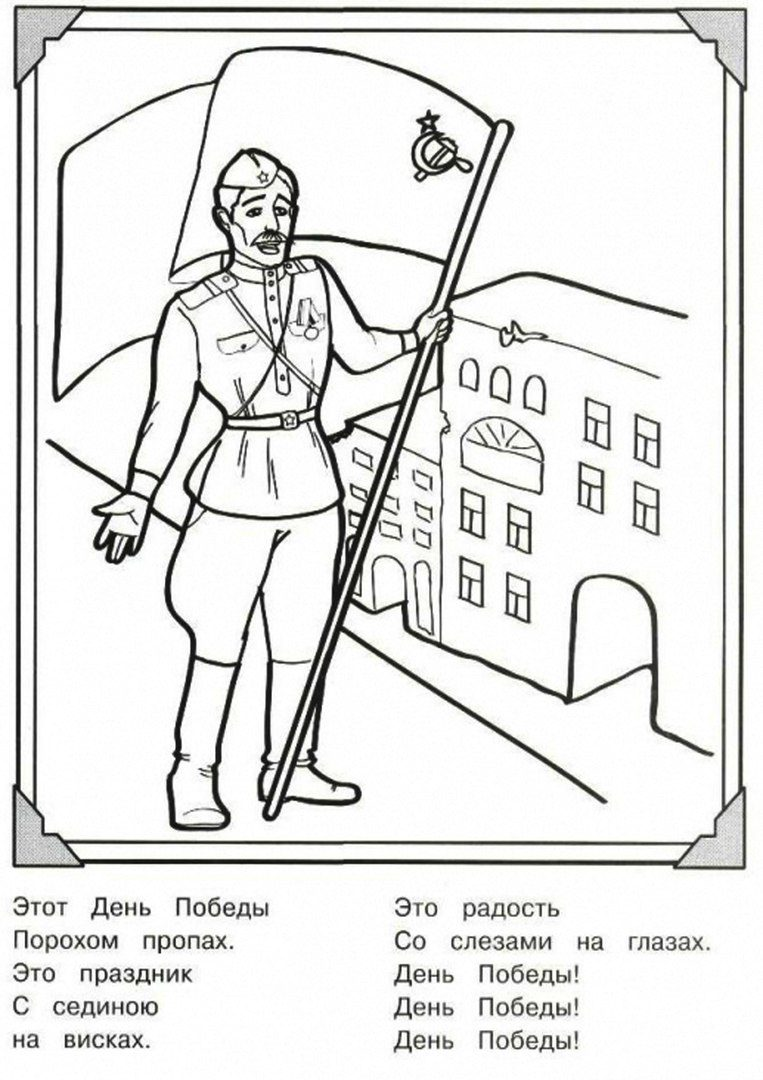 Этот День Победы
Порохом пропах.
Это праздник
С сединою
на висках.
Это радость
Со слезами на глазах.
День Победы!
День Победы!
День Победы!